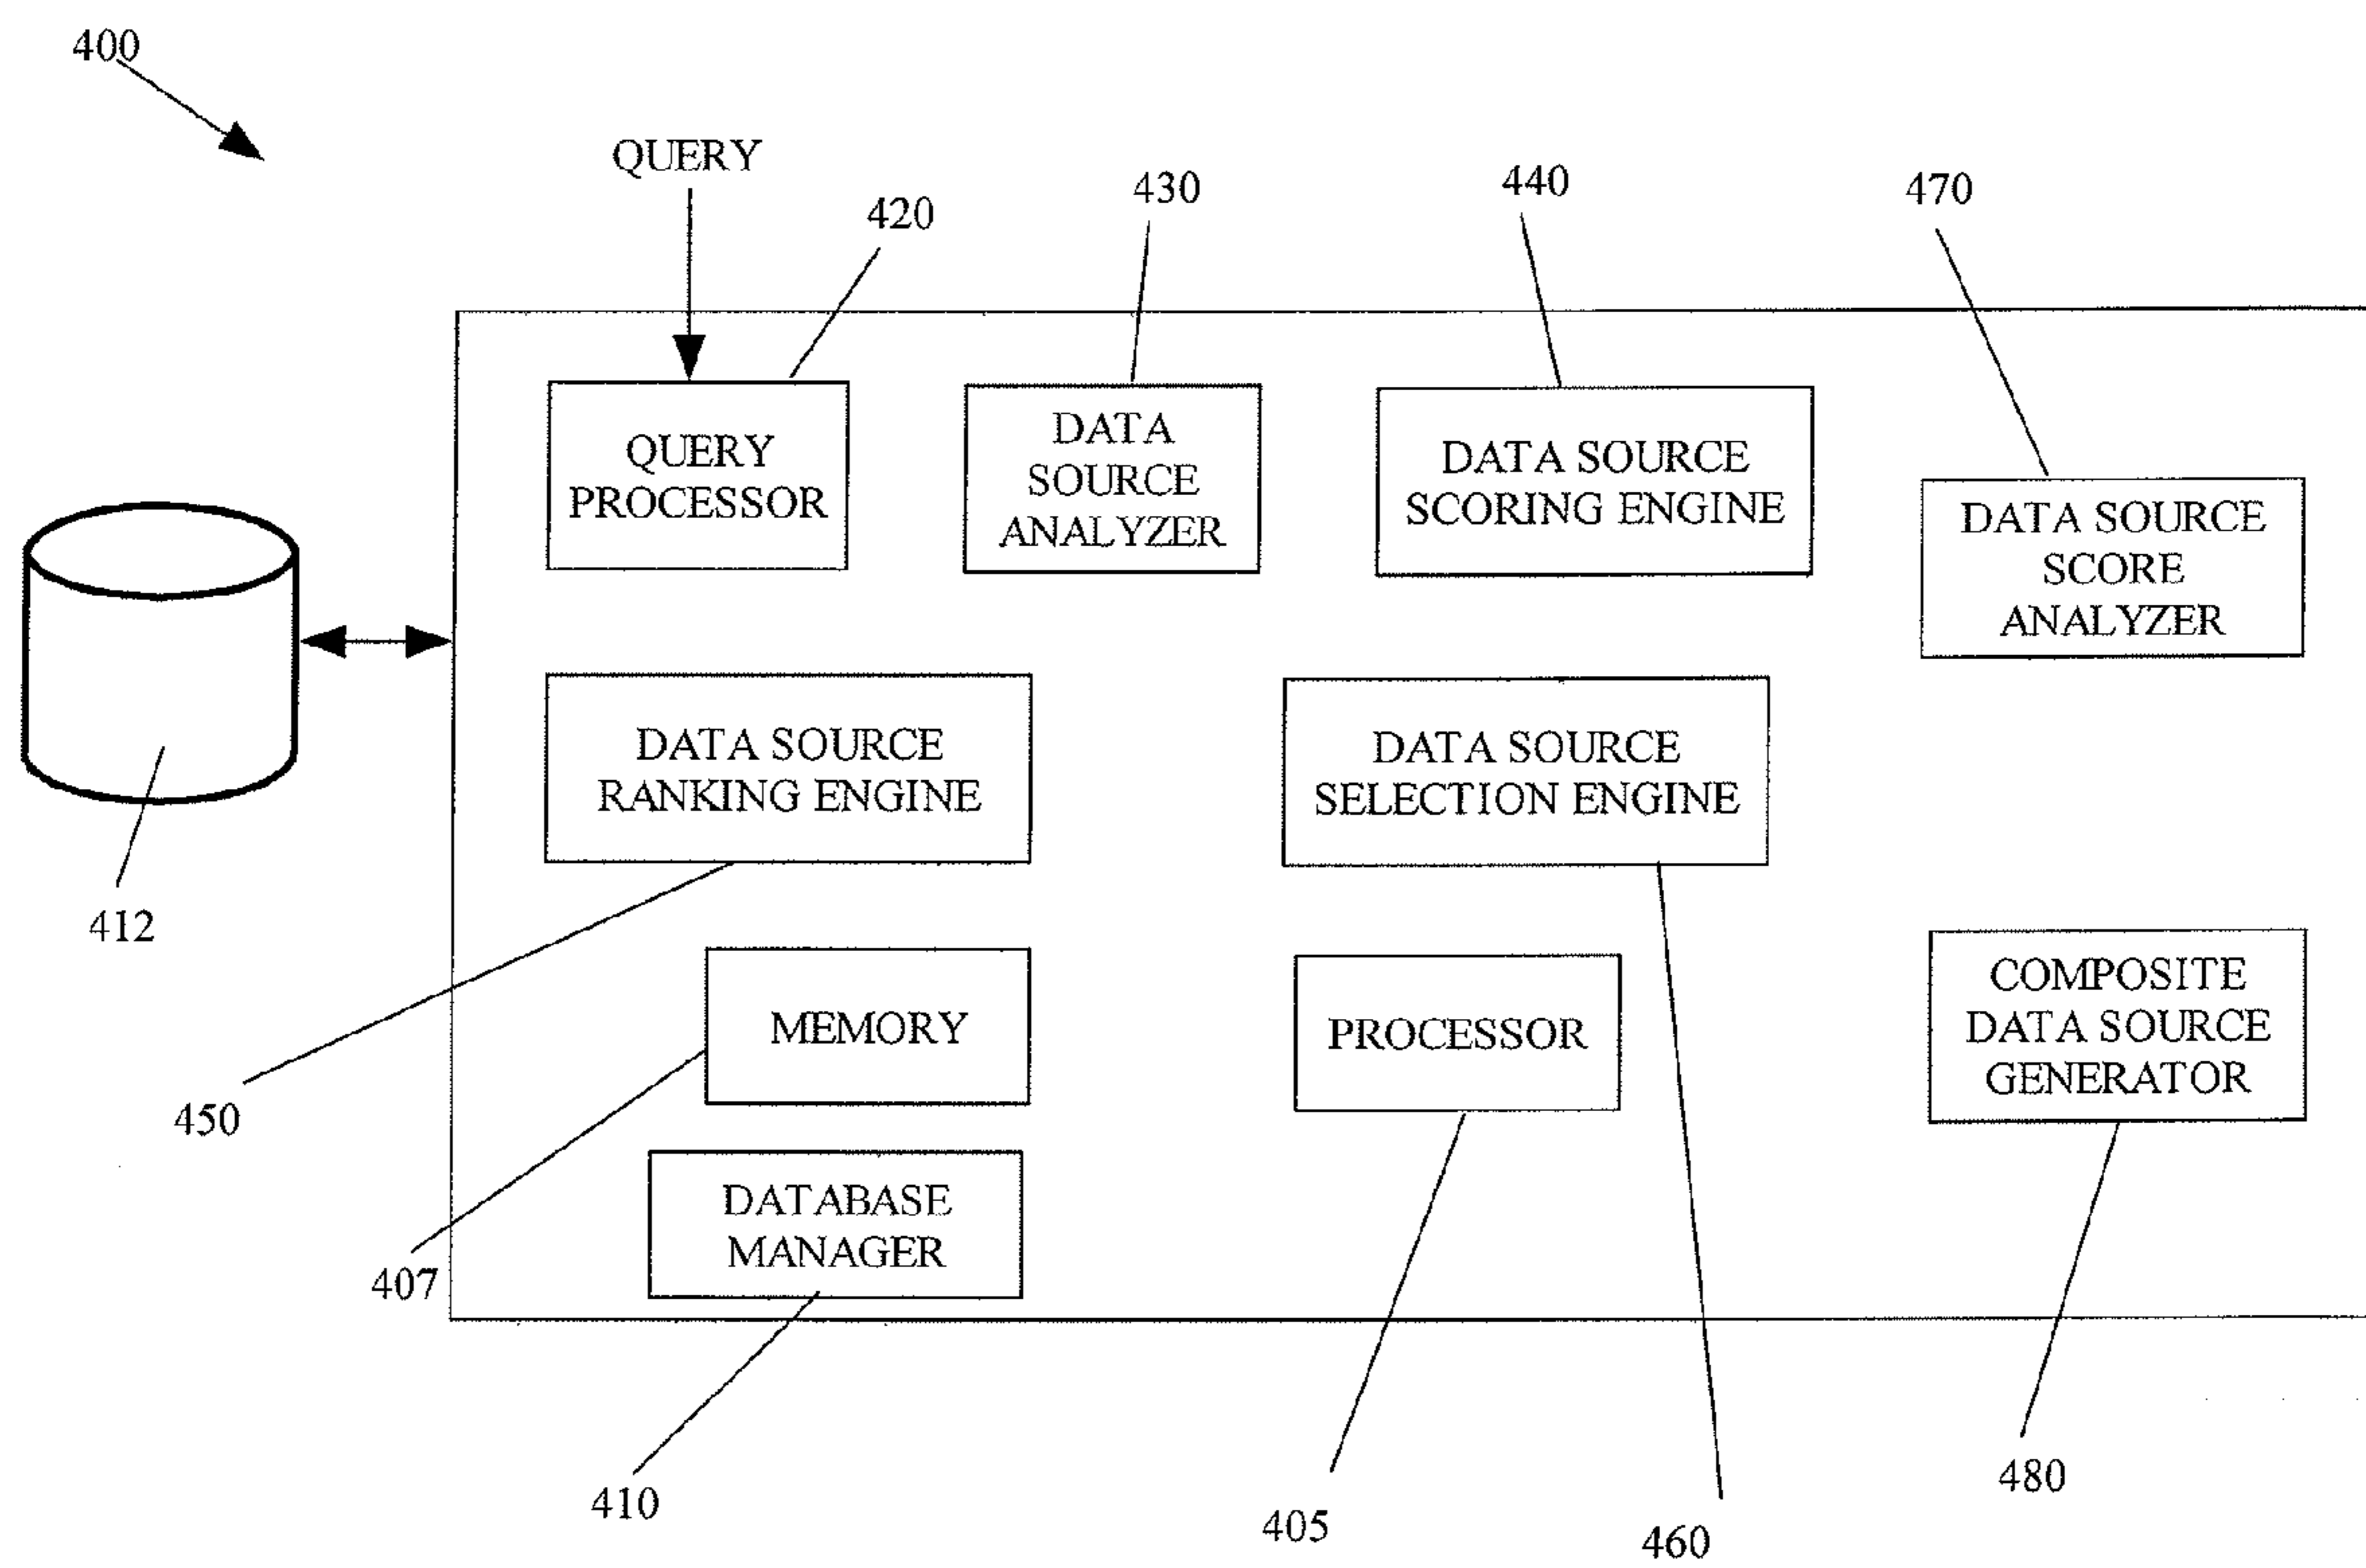 400
QUERY
420
430
440
470
QUERY
PROCESSOR
DATA
SOURCE
ANALYZER
DATA SOURCE
SCORING ENGINE
DATA SOURCE
SCORE
ANALYZER
DATA SOURCE
RANKING ENGINE
DATA SOURCE
SELECTION ENGINE
412
MEMORY
PROCESSOR
COMPOSITE
DATA SOURCE
GENERATOR
450
DATABASE
MANAGER
407
410
405
460
480